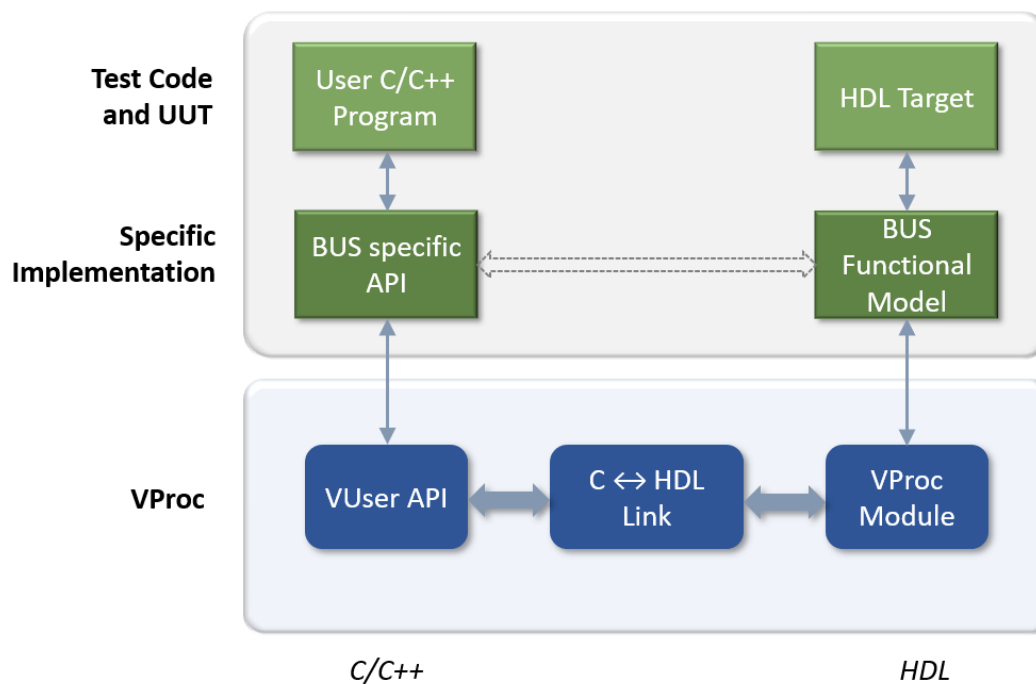 Test Code
and UUT
User C/C++
Program
HDL Target
Specific
Implementation
BUS specific
API
BUS
Functional
Model
VProc
VUser API
C ↔ HDL
Link
VProc
Module
C/C++
HDL